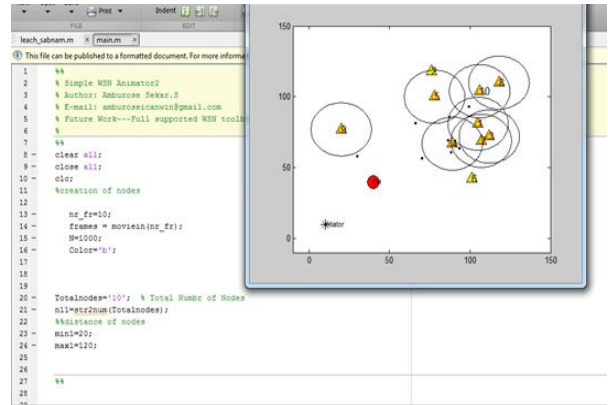 Print
Indent
FILE
EDIT
leach_sabnam.m × main.m ×
This file can be published to a formatted document. For more informa
1 %%
2 % Simple WSN Animator2
3 % Author: Amburose Sekar.S
4 % E-mail: amburosesicanwin@gmail.com
5 % Future Work---Full supported WSN toolb
6 %
7 %%
8 - clear all;
9 - close all;
10 - clc;
11 %creation of nodes
12
13 - nr_fr=10;
14 - frames = moviein(nr_fr);
15 - N=1000;
16 - Color='b';
17
18
19
20 - Totalnodes='10'; % Total Numbr of Nodes
21 - n11=str2num(Totalnodes);
22 %%distance of nodes
23 - min1=20;
24 - max1=120;
25
26
27 %%
28
150
100
50
0
0 50 100 150
10